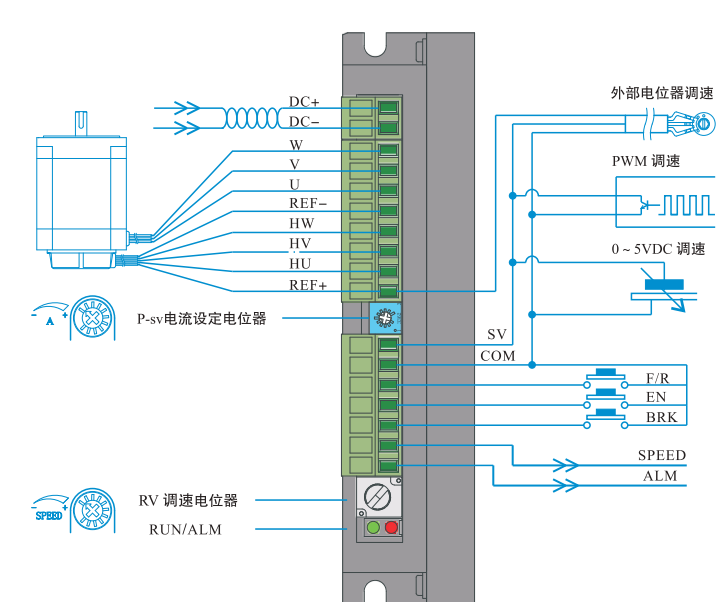 DC+
DC−
W
V
U
REF−
HW
HV
HU
REF+
− A +
P-sv电流设定电位器
外部电位器调速
PWM 调速
0～5VDC 调速
SV
COM
F/R
EN
BRK
SPEED
ALM
− SPEED +
RV 调速电位器
RUN/ALM